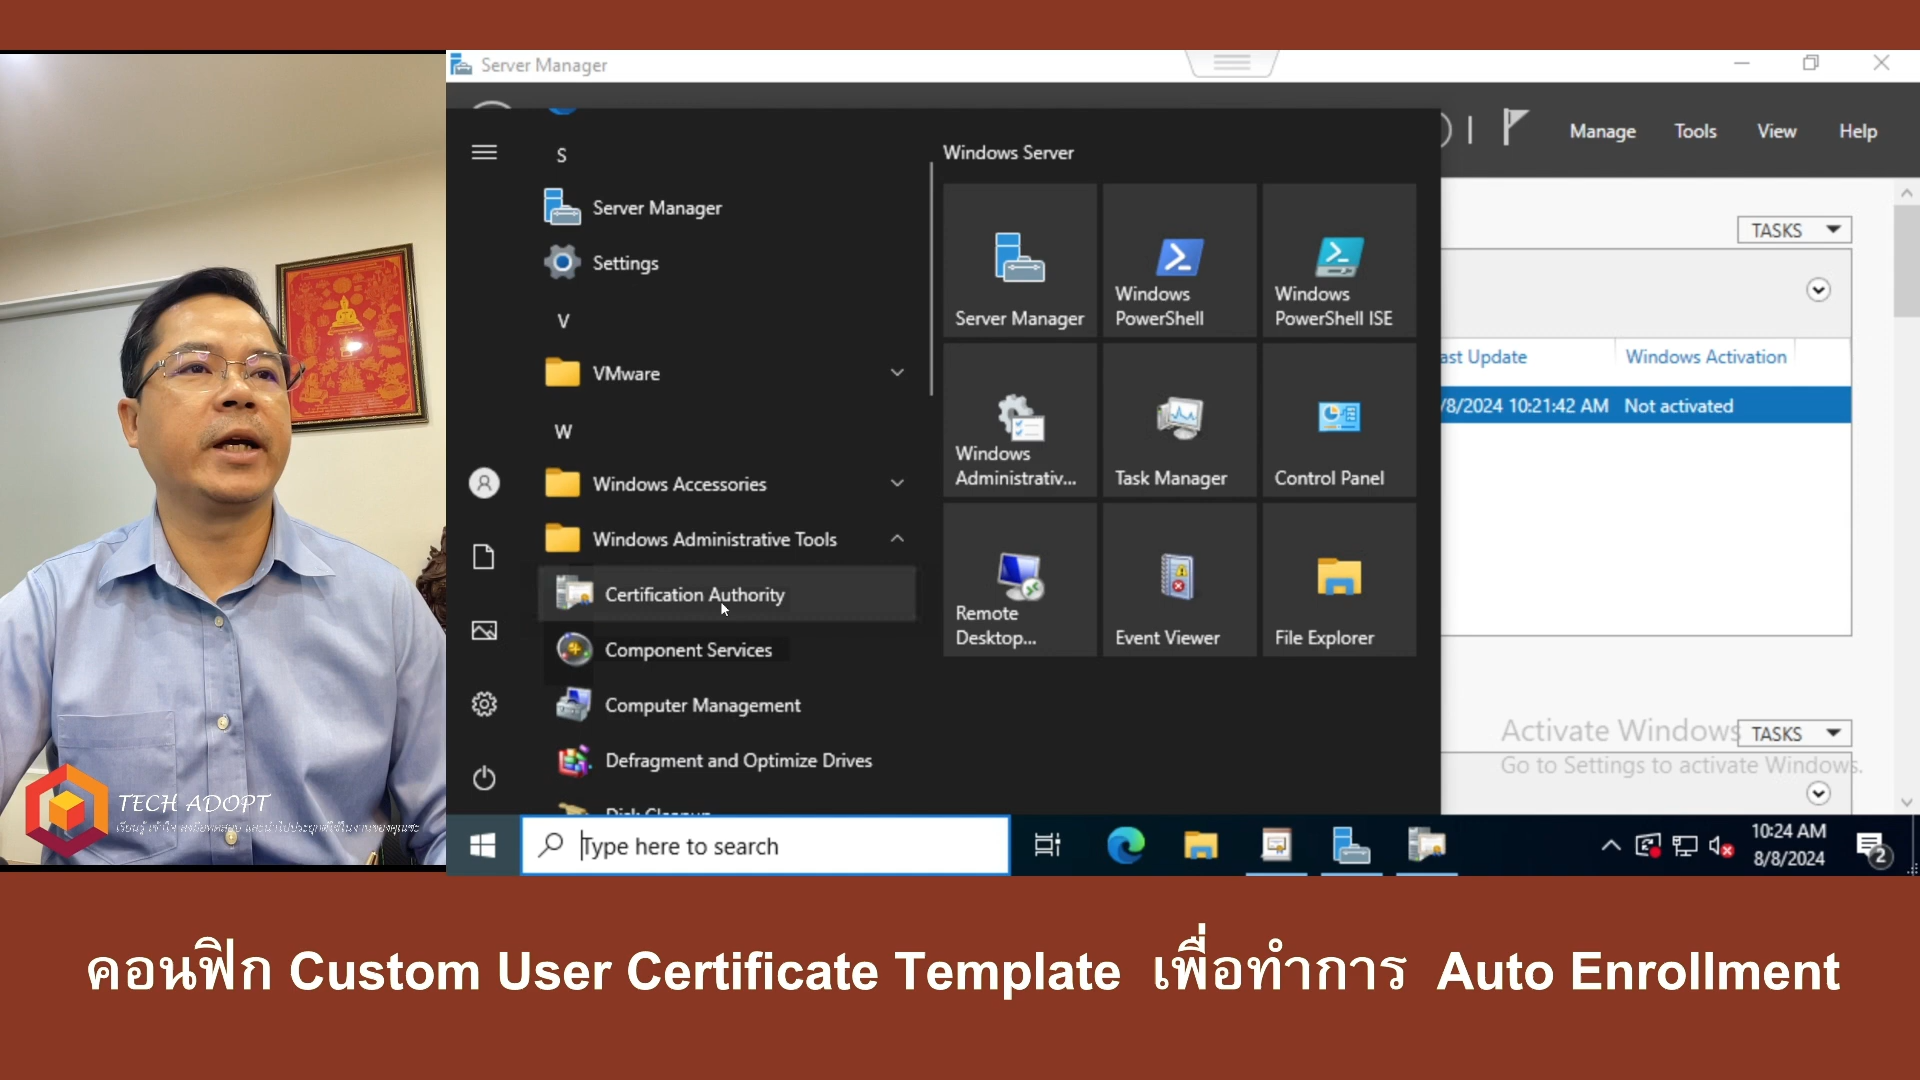 Server Manager
Manage
Tools
View
Help
S
Server Manager
Settings
V
VMware
W
Windows Accessories
Windows Administrative Tools
Certification Authority
Component Services
Computer Management
Defragment and Optimize Drives
Disk Cleanup
Windows Server
Server Manager
Windows
PowerShell
Windows
PowerShell ISE
Windows
Administrativ...
Task Manager
Control Panel
Remote
Desktop...
Event Viewer
File Explorer
TASKS
ast Update
Windows Activation
/8/2024 10:21:42 AM
Not activated
TASKS
Activate Windows
Go to Settings to activate Windows.
Type here to search
10:24 AM
8/8/2024
2
TECH ADOPT
คอนฟิก Custom User Certificate Template เพื่อทำการ Auto Enrollment